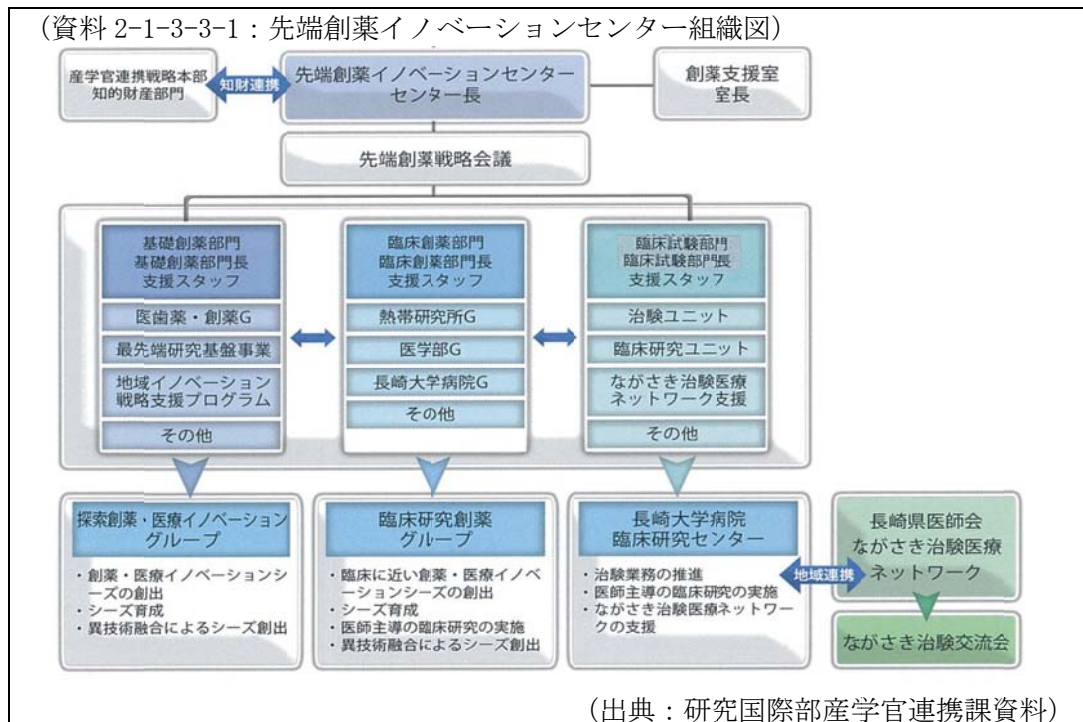 (資料 2-1-3-3-1：先端創薬イノベーションセンター組織図)
産学官連携戦略本部
知的財産部門
知財連携
先端創薬イノベーションセンター
センター長
創薬支援室
室長
先端創薬戦略会議
基礎創薬部門
基礎創薬部門長
支援スタッフ
医歯薬・創薬G
最先端研究基盤事業
地域イノベーション
戦略支援プログラム
その他
臨床創薬部門
臨床創薬部門長
支援スタッフ
熱帯研究所G
医学部G
長崎大学病院G
その他
臨床試験部門
臨床試験部門長
支援スタッフ
治験ユニット
臨床研究ユニット
ながさき治験医療
ネットワーク支援
その他
探索創薬・医療イノベーション
グループ
・創薬・医療イノベーションシ
ーズの創出
・シーズ育成
・異技術融合によるシーズ創出
臨床研究創薬
グループ
・臨床に近い創薬・医療イノベ
ーションシーズの創出
・シーズ育成
・医師主導の臨床研究の実施
・異技術融合によるシーズ創出
長崎大学病院
臨床研究センター
・治験業務の推進
・医師主導の臨床研究の実施
・ながさき治験医療ネットワー
クの支援
地域連携
長崎県医師会
ながさき治験医療
ネットワーク
ながさき治験交流会
(出典：研究国際部産学官連携課資料)